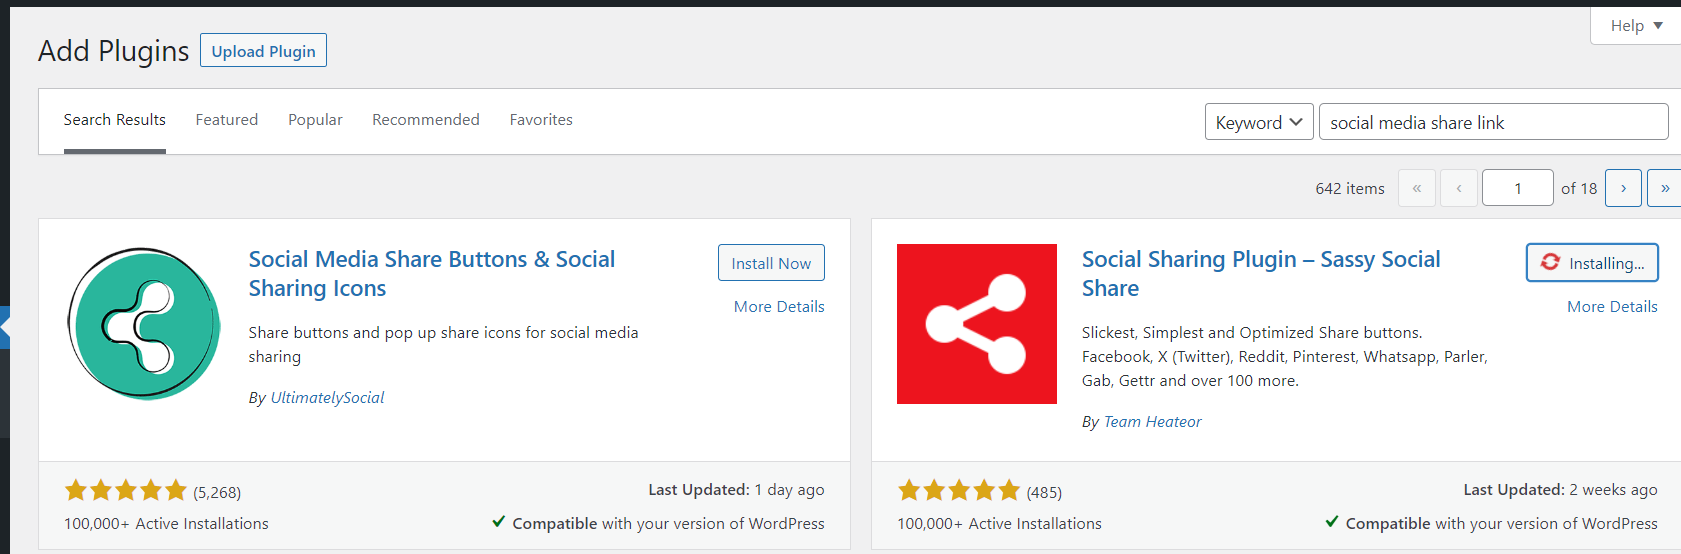 Help
Add Plugins Upload Plugin
Search Results Featured Popular Recommended Favorites Keyword social media share link
642 items « ‹ 1 of 18 › »
Social Media Share Buttons & Social
Sharing Icons
Install Now
More Details
Share buttons and pop up share icons for social media
sharing
By UltimatelySocial
(5,268)
Last Updated: 1 day ago
100,000+ Active Installations
Compatible with your version of WordPress
Social Sharing Plugin – Sassy Social
Share
Installing...
More Details
Slickest, Simplest and Optimized Share buttons.
Facebook, X (Twitter), Reddit, Pinterest, Whatsapp, Parler,
Gab, Gettr and over 100 more.
By Team Heateor
(485)
Last Updated: 2 weeks ago
100,000+ Active Installations
Compatible with your version of WordPress